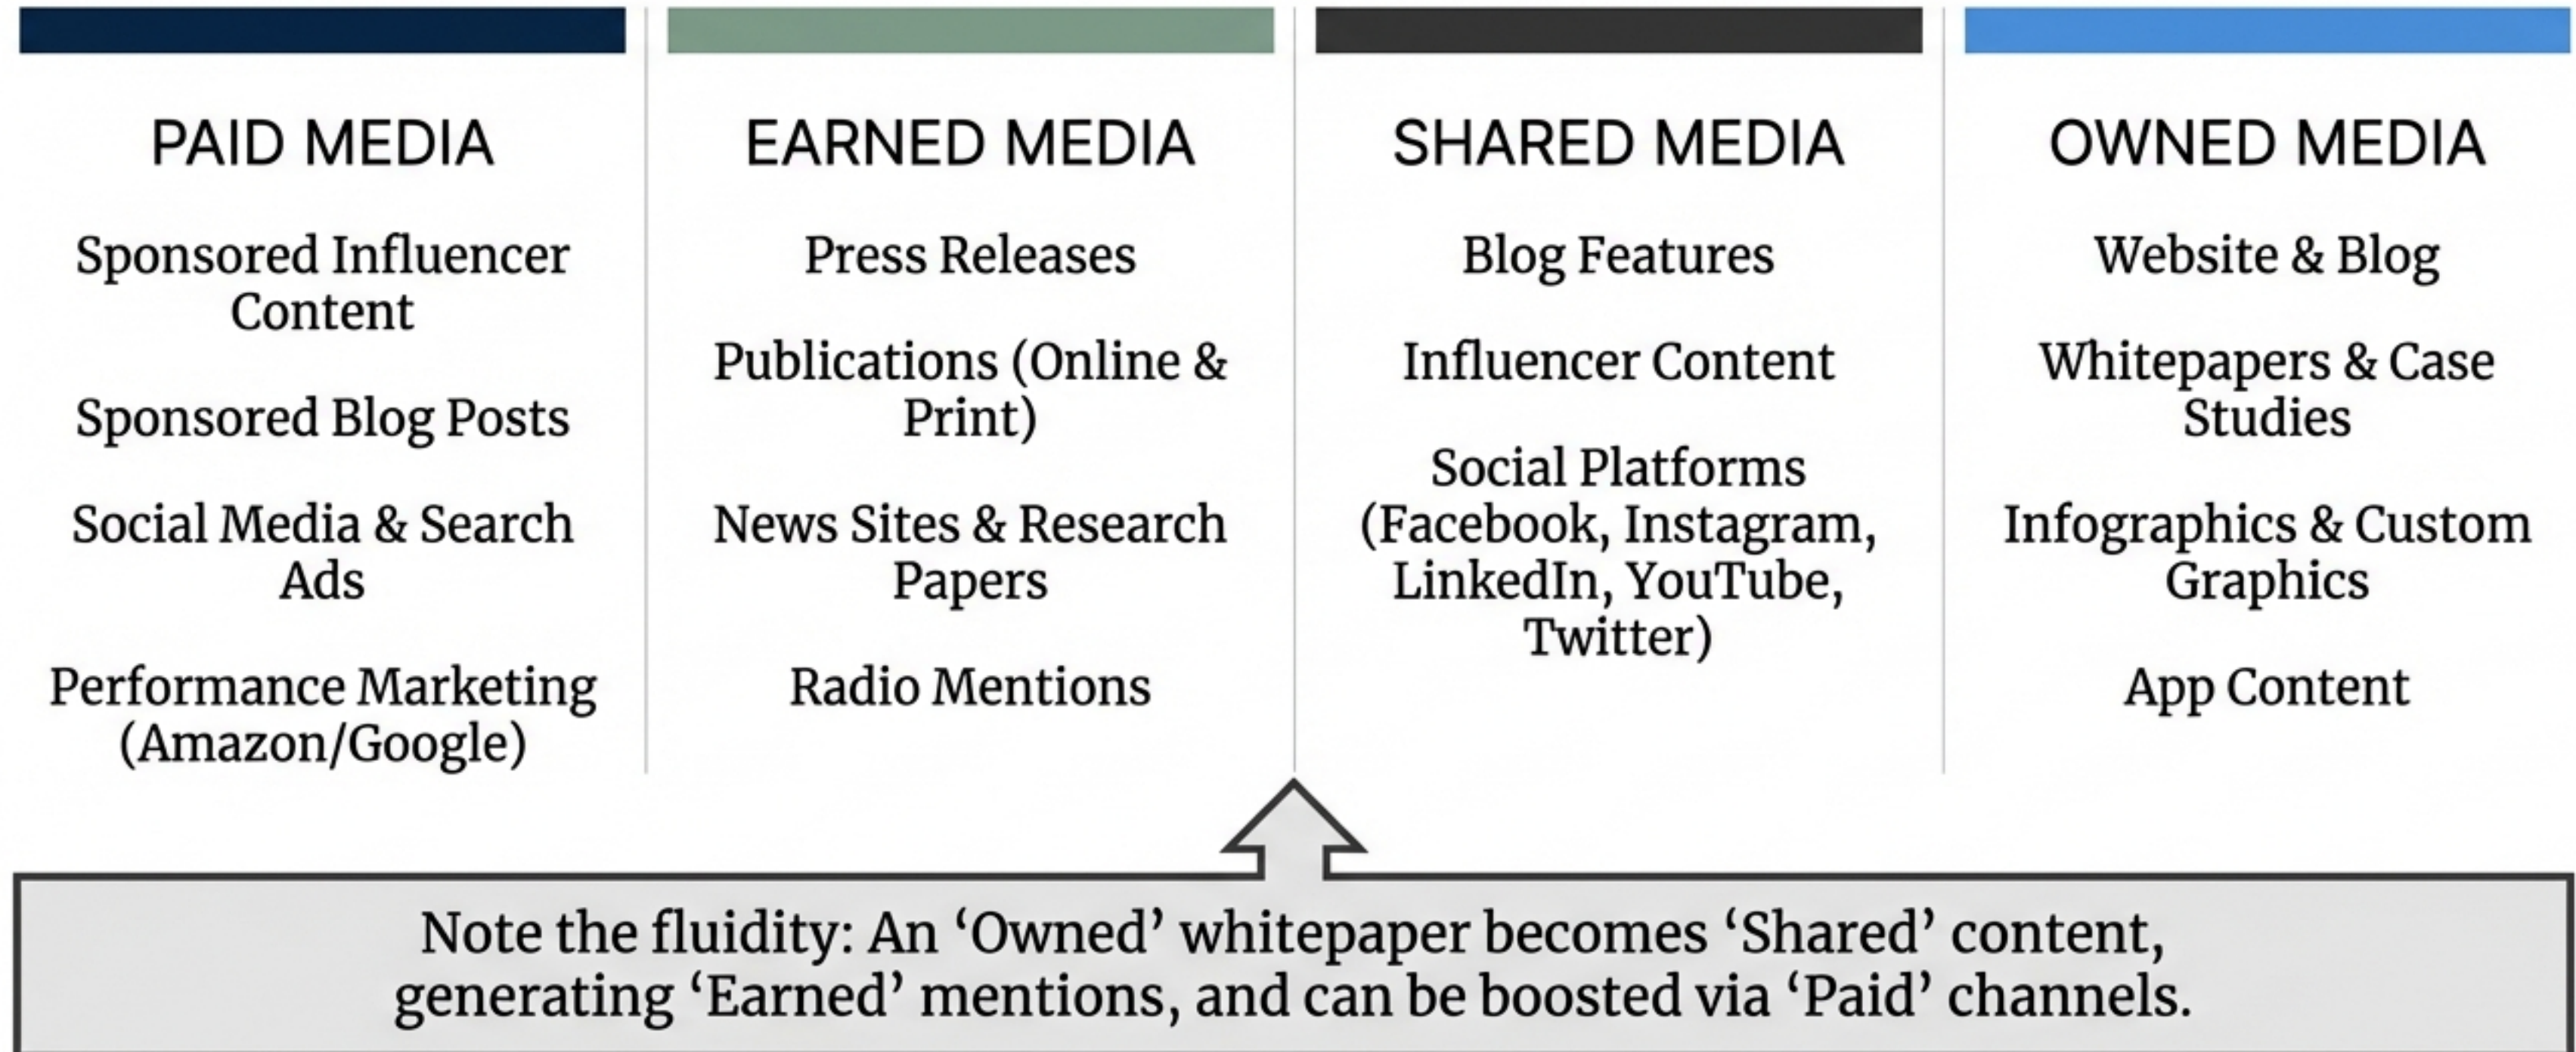 PAID MEDIA
Sponsored Influencer
Content
Sponsored Blog Posts
Social Media & Search
Ads
Performance Marketing
(Amazon/Google)
EARNED MEDIA
Press Releases
Publications (Online &
Print)
News Sites & Research
Papers
Radio Mentions
SHARED MEDIA
Blog Features
Influencer Content
Social Platforms
(Facebook, Instagram,
LinkedIn, YouTube,
Twitter)
OWNED MEDIA
Website & Blog
Whitepapers & Case
Studies
Infographics & Custom
Graphics
App Content
Note the fluidity: An ‘Owned’ whitepaper becomes ‘Shared’ content,
generating ‘Earned’ mentions, and can be boosted via ‘Paid’ channels.